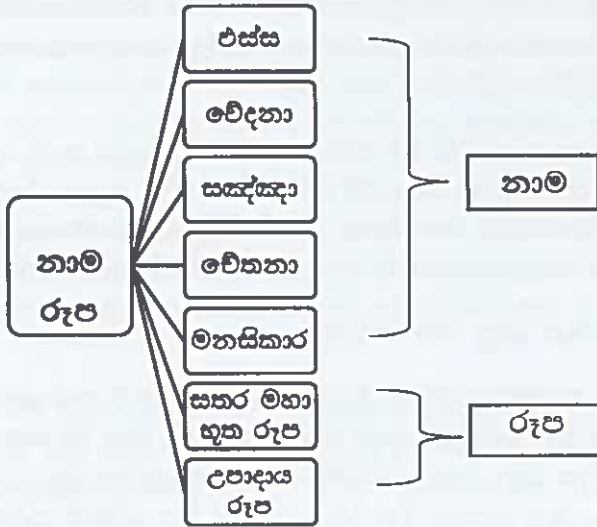 ඵස්ස
වේදනා
සඤ්ඤා
චේතනා
මනසිකාර
සතර මහා
භූත රූප
උපාදාය
රූප
නාම
රූප
නාම
රූප